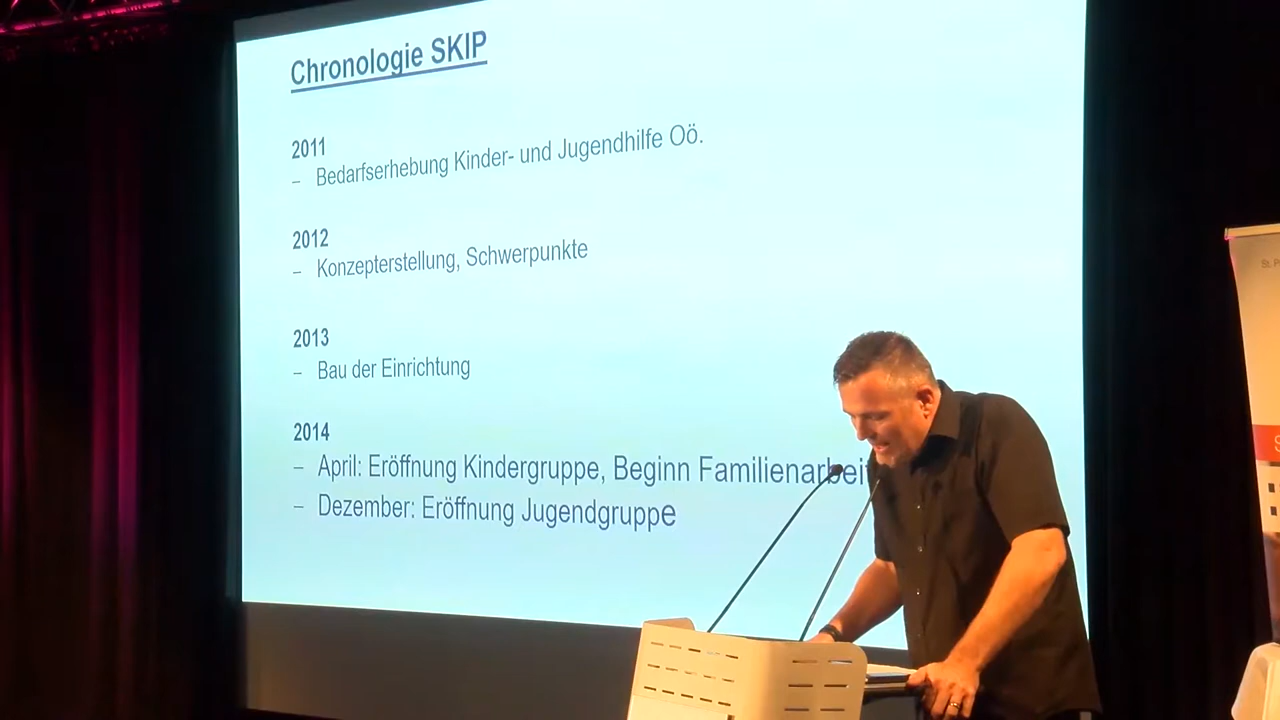 Chronologie SKIP
2011
– Bedarfserhebung Kinder- und Jugendhilfe Oö.
2012
– Konzepterstellung, Schwerpunkte
2013
– Bau der Einrichtung
2014
– April: Eröffnung Kindergruppe, Beginn Familienarbeit
– Dezember: Eröffnung Jugendgruppe
St. P
S